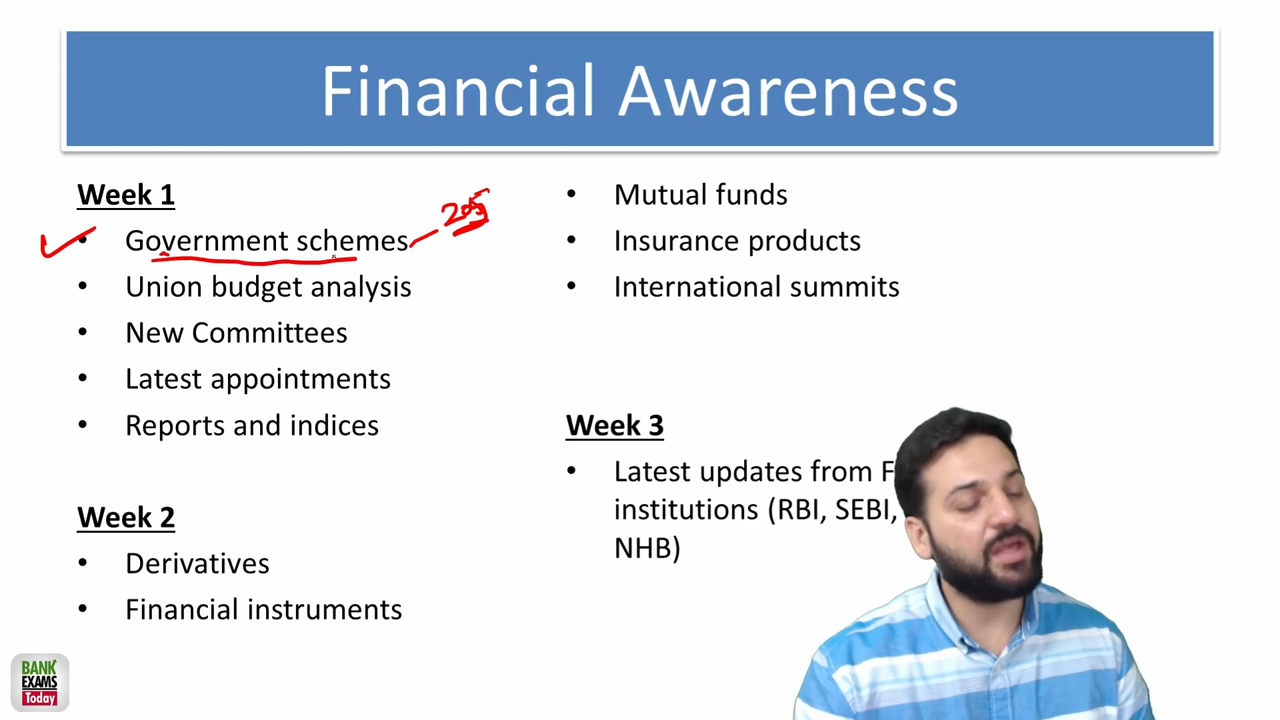 Financial Awareness
Week 1
• Government schemes
• Union budget analysis
• New Committees
• Latest appointments
• Reports and indices
Week 2
• Derivatives
• Financial instruments
• Mutual funds
• Insurance products
• International summits
Week 3
• Latest updates from F
institutions (RBI, SEBI,
NHB)
BANK
EXAMS
Today